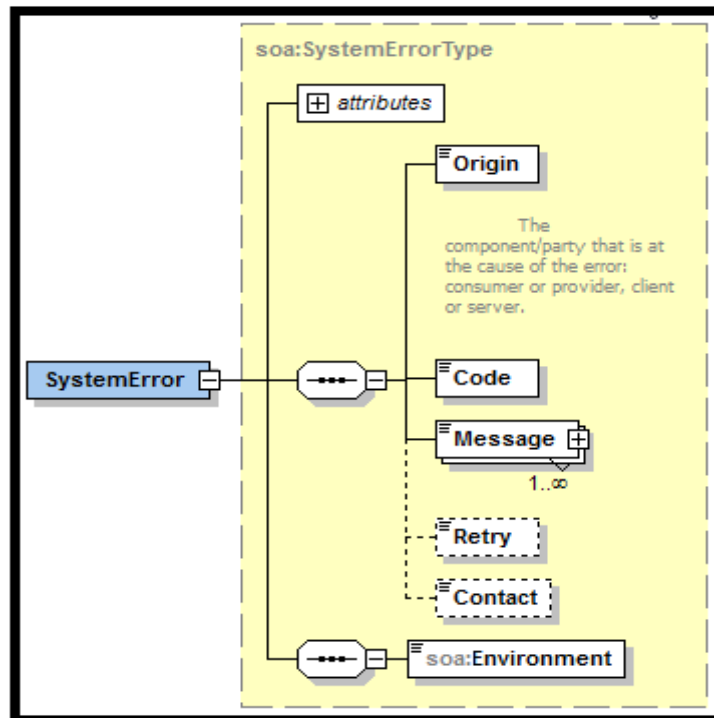 soa:SystemErrorType
attributes
Origin
The
component/party that is at
the cause of the error:
consumer or provider, client
or server.
SystemError
Code
Message
1..∞
Retry
Contact
soa:Environment